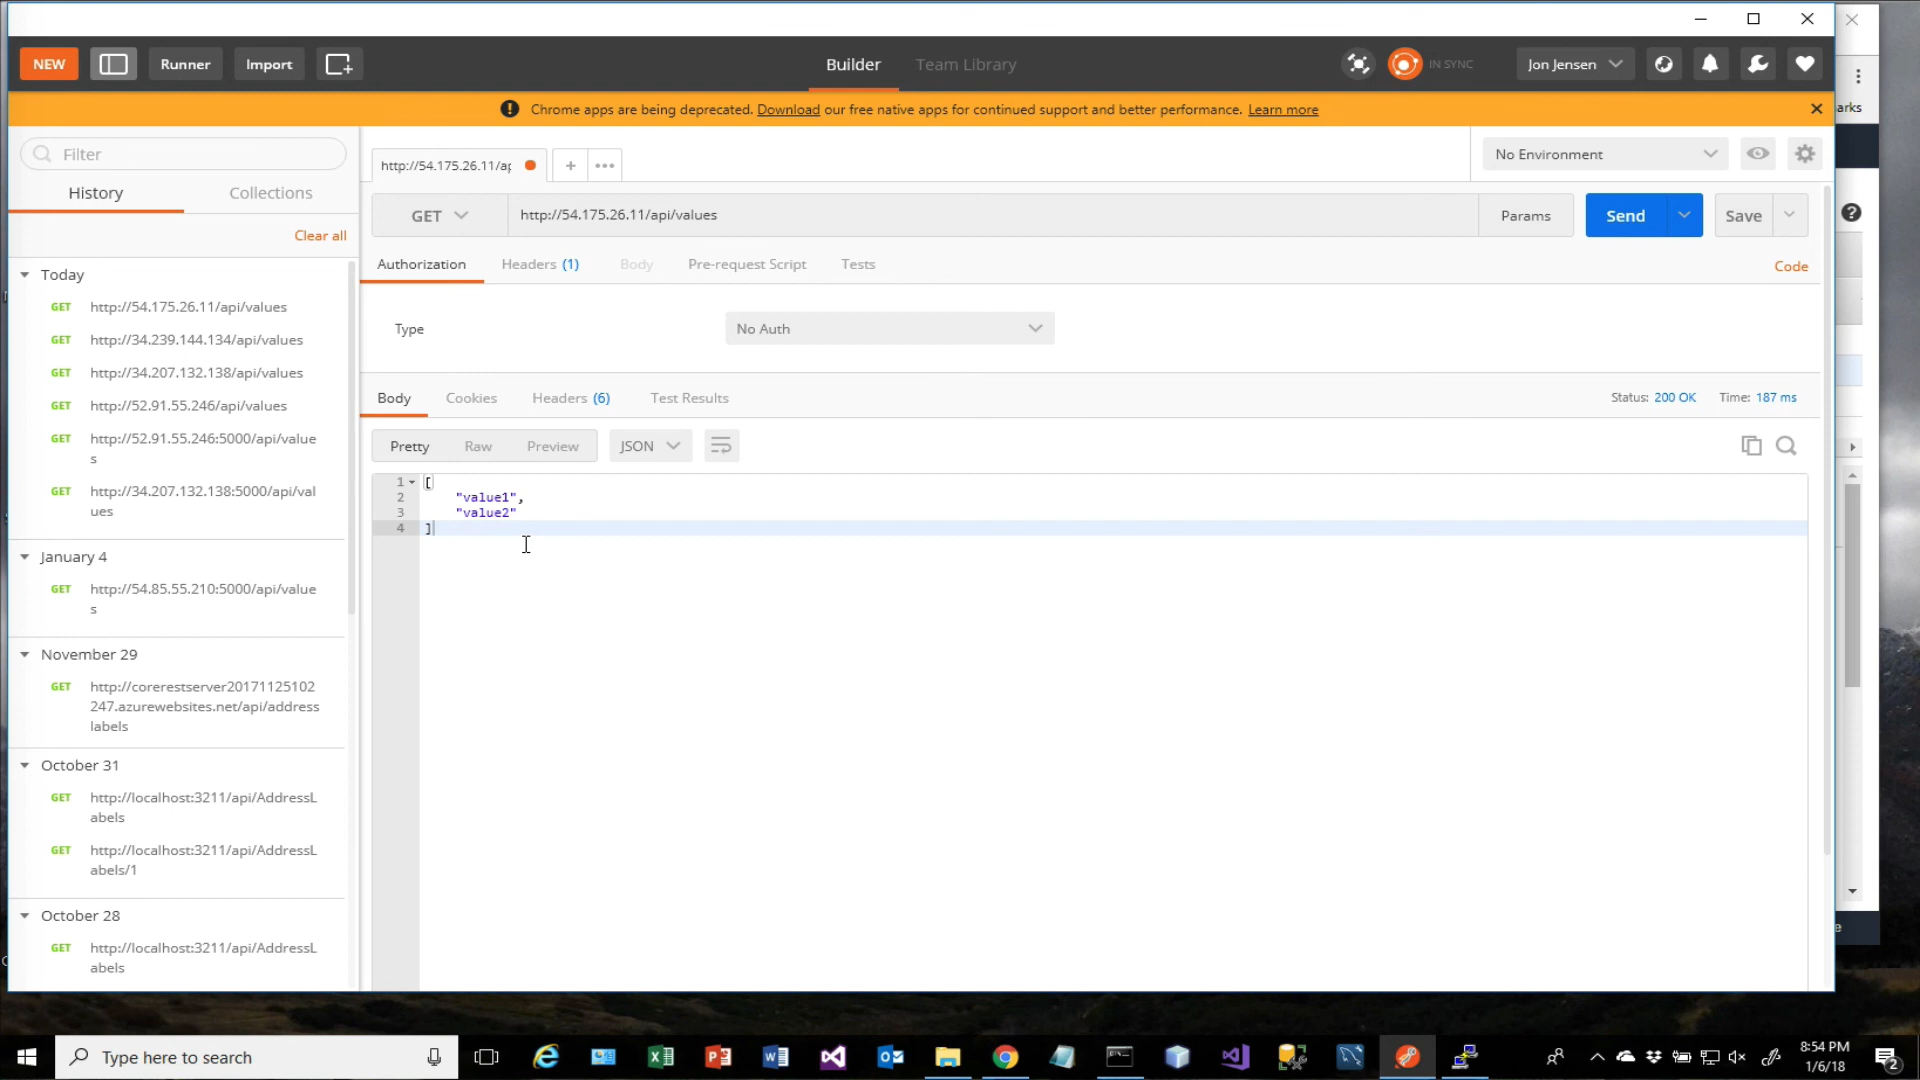 NEW
Runner
Import
Builder
Team Library
IN SYNC
Jon Jensen
Chrome apps are being deprecated. Download our free native apps for continued support and better performance. Learn more
arks
Filter
History
Collections
Clear all
Today
GET http://54.175.26.11/api/values
GET http://34.239.144.134/api/values
GET http://34.207.132.138/api/values
GET http://52.91.55.246/api/values
GET http://52.91.55.246:5000/api/value
s
GET http://34.207.132.138:5000/api/val
ues
January 4
GET http://54.85.55.210:5000/api/value
s
November 29
GET http://corerestserver20171125102
247.azurewebsites.net/api/address
labels
October 31
GET http://localhost:3211/api/AddressL
abels
GET http://localhost:3211/api/AddressL
abels/1
October 28
GET http://localhost:3211/api/AddressL
abels
http://54.175.26.11/ap
No Environment
GET
http://54.175.26.11/api/values
Params
Send
Save
Authorization
Headers (1)
Body
Pre-request Script
Tests
Code
Type
No Auth
Body
Cookies
Headers (6)
Test Results
Status: 200 OK
Time: 187 ms
Pretty
Raw
Preview
JSON
1 [
2 "value1",
3 "value2"
4 ]
e
Type here to search
8:54 PM
1/6/18
2